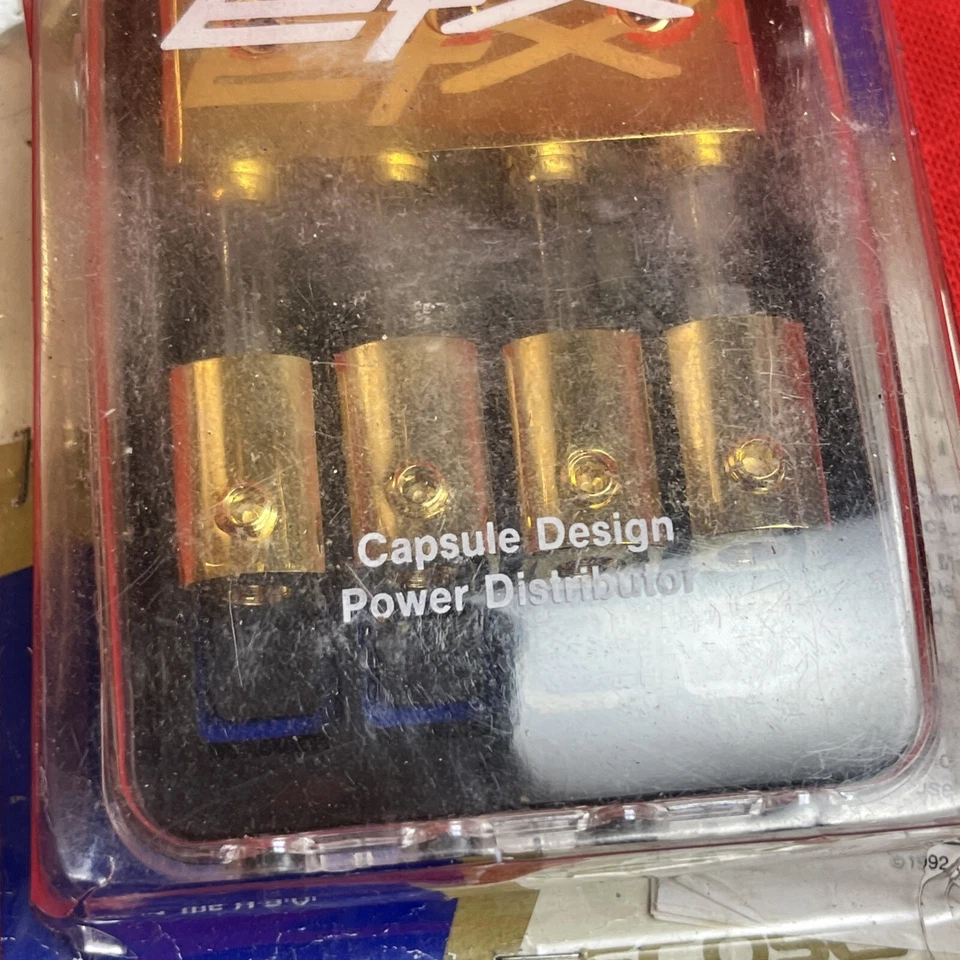 EFX
Capsule Design
Power Distributor
©1992